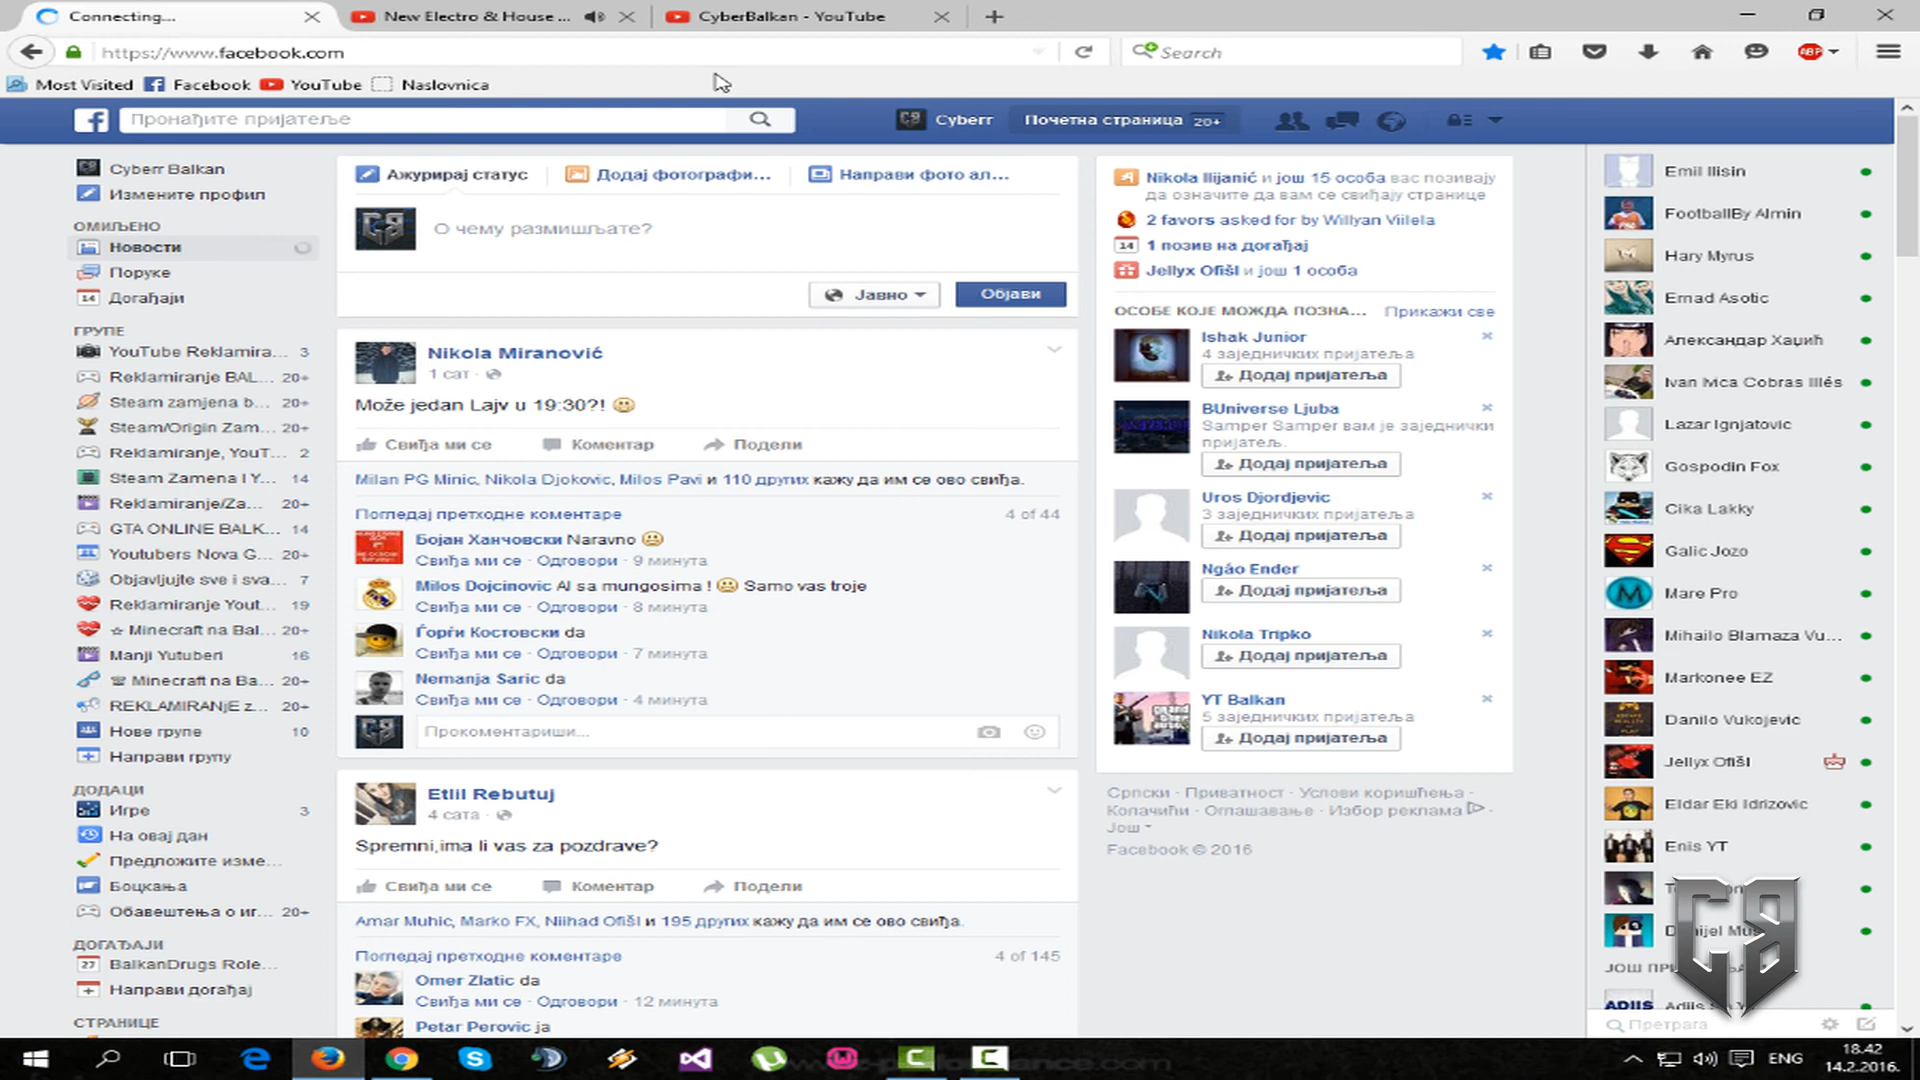 Connecting...
New Electro & House ...
CyberBalkan - YouTube
https://www.facebook.com
Search
ABP
Most Visited
Facebook
YouTube
Naslovnica
Пронађите пријатеље
Cyberr
Почетна страница 20+
Cyberr Balkan
Измените профил
ОМИЉЕНО
Новости
Поруке
Догађаји
ГРУПЕ
YouTube Reklamira... 3
Reklamiranje BAL... 20+
Steam zamjena b... 20+
Steam/Origin Zam... 20+
Reklamiranje, YouT... 2
Steam Zamena I Y... 14
Reklamiranje/Za... 20+
GTA ONLINE BALK... 14
Youtubers Nova G... 20+
Objavljujte sve i sva... 7
Reklamiranje Yout... 19
☆ Minecraft na Bal... 20+
Manji Yutuberi 16
☎ Minecraft na Ba... 20+
REKLAMIRANjE z... 20+
Нове групе 10
Направи групу
ДОДАЦИ
Игре 3
На овај дан
Предложите изме...
Боцкања
Обавештења о иг... 20+
ДОГАЂАЈИ
27 BalkanDrugs Role...
Направи догађај
СТРАНИЦЕ
Ажурирај статус
Додај фотографи...
Направи фото ал...
О чему размишљате?
Јавно
Објави
Nikola Miranović
1 сат
Može jedan Lajv u 19:30?!
Свиђа ми се Коментар Подели
Milan PG Minic, Nikola Djokovic, Milos Pavi и 110 других кажу да им се ово свиђа.
Погледај претходне коментаре 4 of 44
Бојан Ханчовски Naravno
Свиђа ми се · Одговори · 9 минута
Milos Dojcinovic Al sa mungosima ! Samo vas troje
Свиђа ми се · Одговори · 8 минута
Ѓорѓи Костовски da
Свиђа ми се · Одговори · 7 минута
Nemanja Saric da
Свиђа ми се · Одговори · 4 минута
Прокоментариши...
Etlil Rebutuj
4 сата
Spremni,ima li vas za pozdrave?
Свиђа ми се Коментар Подели
Amar Muhic, Marko FX, Niihad Ofišl и 195 других кажу да им се ово свиђа.
Погледај претходне коментаре 4 of 145
Omer Zlatic da
Свиђа ми се · Одговори · 12 минута
Petar Perovic ja
Nikola Ilijanić и још 15 особа вас позивају
да означите да вам се свиђају странице
2 favors asked for by Willyan Viilela
14 1 позив на догађај
Jellyx Ofišl и још 1 особа
ОСОБЕ КОЈЕ МОЖДА ПОЗНА... Прикажи све
Ishak Junior
4 заједничких пријатеља
Додај пријатеља
BUniverse Ljuba
Samper Samper вам је заједнички
пријатељ.
Додај пријатеља
Uros Djordjevic
3 заједничких пријатеља
Додај пријатеља
Ngáo Ender
Додај пријатеља
Nikola Tripko
Додај пријатеља
YT Balkan
5 заједничких пријатеља
Додај пријатеља
Српски · Приватност · Услови коришћења ·
Колачићи · Оглашавање · Избор реклама ·
Још
Facebook © 2016
Emil Ilisin
FootballBy Almin
Hary Myrus
Ernad Asotic
Александар Хаџић
Ivan Ivica Cobras Illés
Lazar Ignjatovic
Gospodin Fox
Cika Lakky
Galic Jozo
Mare Pro
Mihailo Blamaza Vu...
Markonee EZ
Danilo Vukojevic
Jellyx Ofišl
Eldar Eki Idrizovic
Enis YT
Претрага
CB
ENG
18.42
14.2.2016.